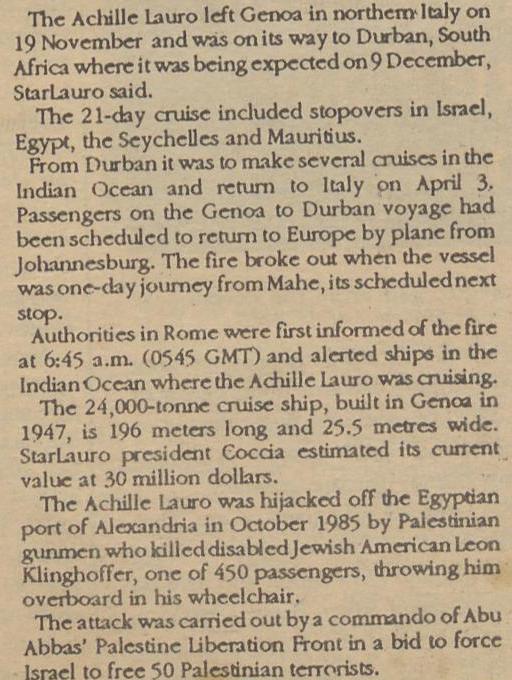 The Achille Lauro left Genoa in northern Italy on
19 November and was on its way to Durban, South
Africa where it was being expected on 9 December,
StarLauro said.
The 21-day cruise included stopovers in Israel,
Egypt, the Seychelles and Mauritius.
From Durban it was to make several cruises in the
Indian Ocean and return to Italy on April 3.
Passengers on the Genoa to Durban voyage had
been scheduled to return to Europe by plane from
Johannesburg. The fire broke out when the vessel
was one-day journey from Mahe, its scheduled next
stop.
Authorities in Rome were first informed of the fire
at 6:45 a.m. (0545 GMT) and alerted ships in the
Indian Ocean where the Achille Lauro was cruising.
The 24,000-tonne cruise ship, built in Genoa in
1947, is 196 meters long and 25.5 metres wide.
StarLauro president Coccia estimated its current
value at 30 million dollars.
The Achille Lauro was hijacked off the Egyptian
port of Alexandria in October 1985 by Palestinian
gunmen who killed disabled Jewish American Leon
Klinghoffer, one of 450 passengers, throwing him
overboard in his wheelchair.
The attack was carried out by a commando of Abu
Abbas' Palestine Liberation Front in a bid to force
Israel to free 50 Palestinian terrorists.